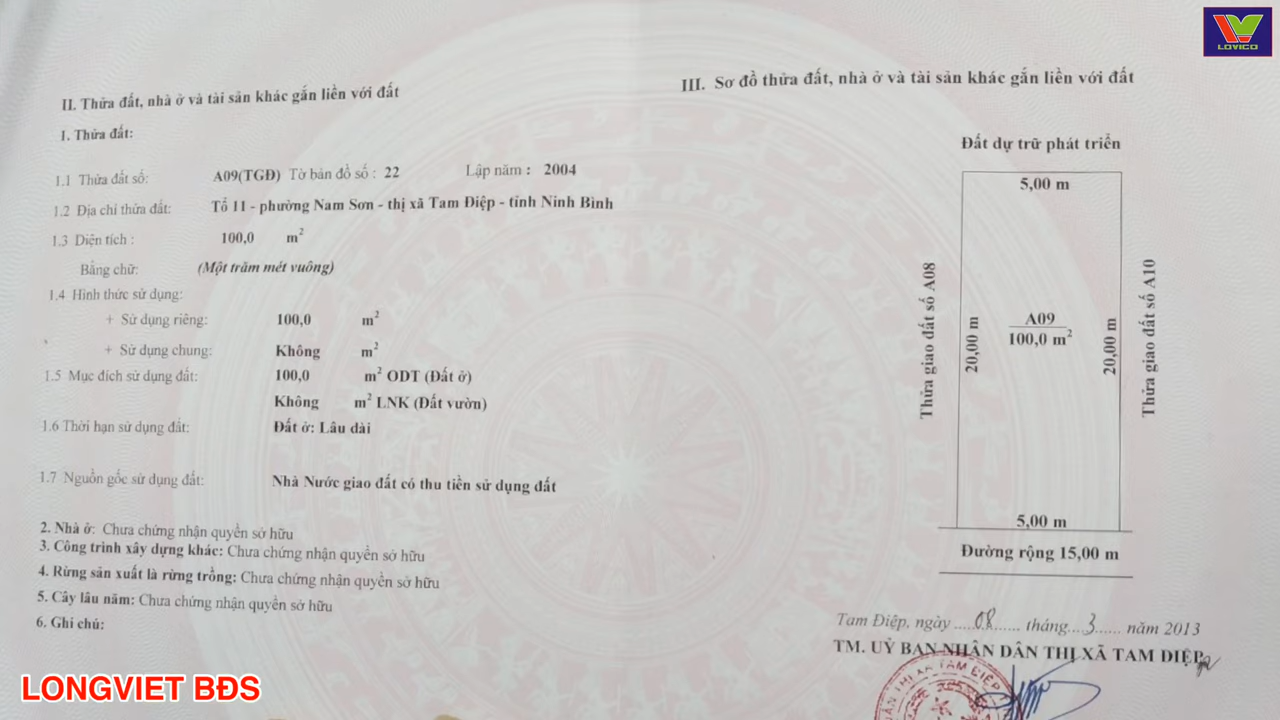 LOVICO
II. Thửa đất, nhà ở và tài sản khác gắn liền với đất
1. Thửa đất:
1.1 Thửa đất số: A09(TGĐ) Tờ bản đồ số : 22 Lập năm : 2004
1.2 Địa chỉ thửa đất: Tổ 11 - phường Nam Sơn - thị xã Tam Điệp - tỉnh Ninh Bình
1.3 Diện tích : 100,0 m²
Bằng chữ: (Một trăm mét vuông)
1.4 Hình thức sử dụng:
+ Sử dụng riêng: 100,0 m²
+ Sử dụng chung: Không m²
1.5 Mục đích sử dụng đất: 100,0 m² ODT (Đất ở)
Không m² LNK (Đất vườn)
1.6 Thời hạn sử dụng đất: Đất ở: Lâu dài
1.7 Nguồn gốc sử dụng đất: Nhà Nước giao đất có thu tiền sử dụng đất
2. Nhà ở: Chưa chứng nhận quyền sở hữu
3. Công trình xây dựng khác: Chưa chứng nhận quyền sở hữu
4. Rừng sản xuất là rừng trồng: Chưa chứng nhận quyền sở hữu
5. Cây lâu năm: Chưa chứng nhận quyền sở hữu
6. Ghi chú:
LONGVIET BĐS
III. Sơ đồ thửa đất, nhà ở và tài sản khác gắn liền với đất
Đất dự trữ phát triển
5,00 m
Thửa giao đất số A08
20,00 m
A09
100,0 m²
20,00 m
Thửa giao đất số A10
5,00 m
Đường rộng 15,00 m
Tam Điệp, ngày .....08...... tháng...3...... năm 2013
TM. UỶ BAN NHÂN DÂN THỊ XÃ TAM ĐIỆP
DÂN THỊ XÃ TAM ĐIỆP